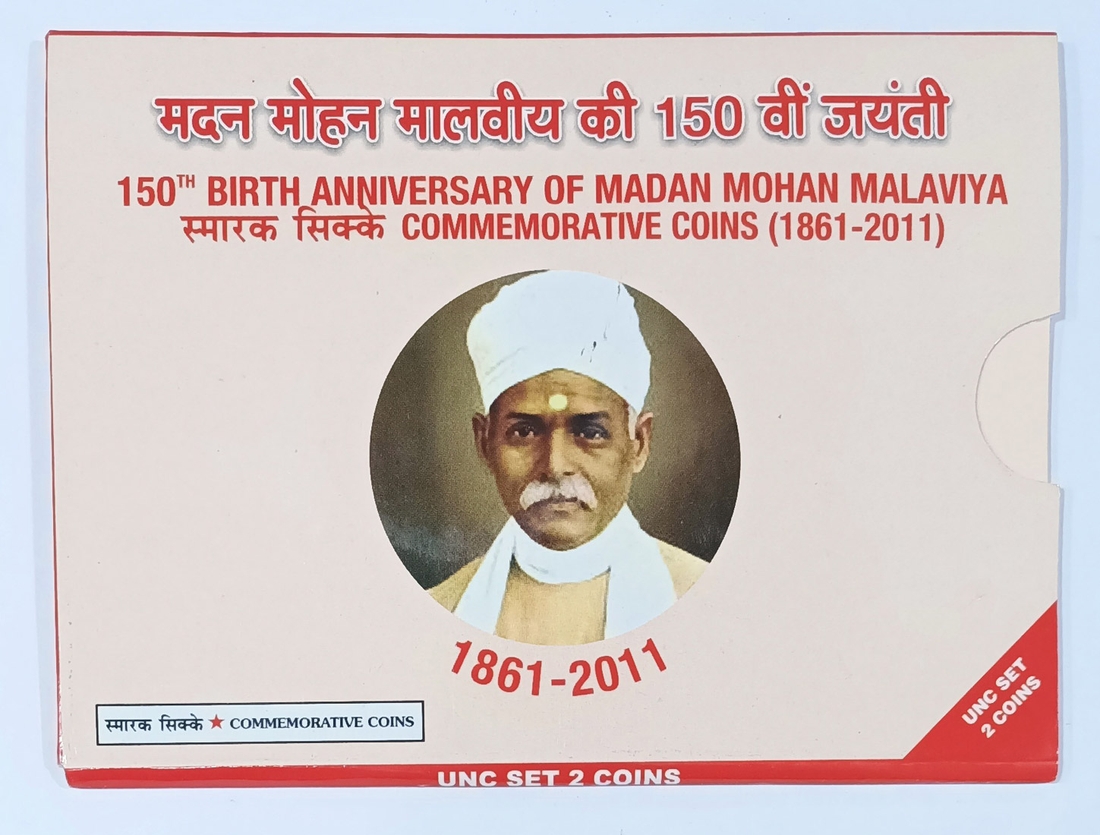 मदन मोहन मालवीय की 150 वीं जयंती
150TH BIRTH ANNIVERSARY OF MADAN MOHAN MALAVIYA
स्मारक सिक्के COMMEMORATIVE COINS (1861-2011)
1861-2011
स्मारक सिक्के ★ COMMEMORATIVE COINS
UNC SET
2 COINS
UNC SET 2 COINS